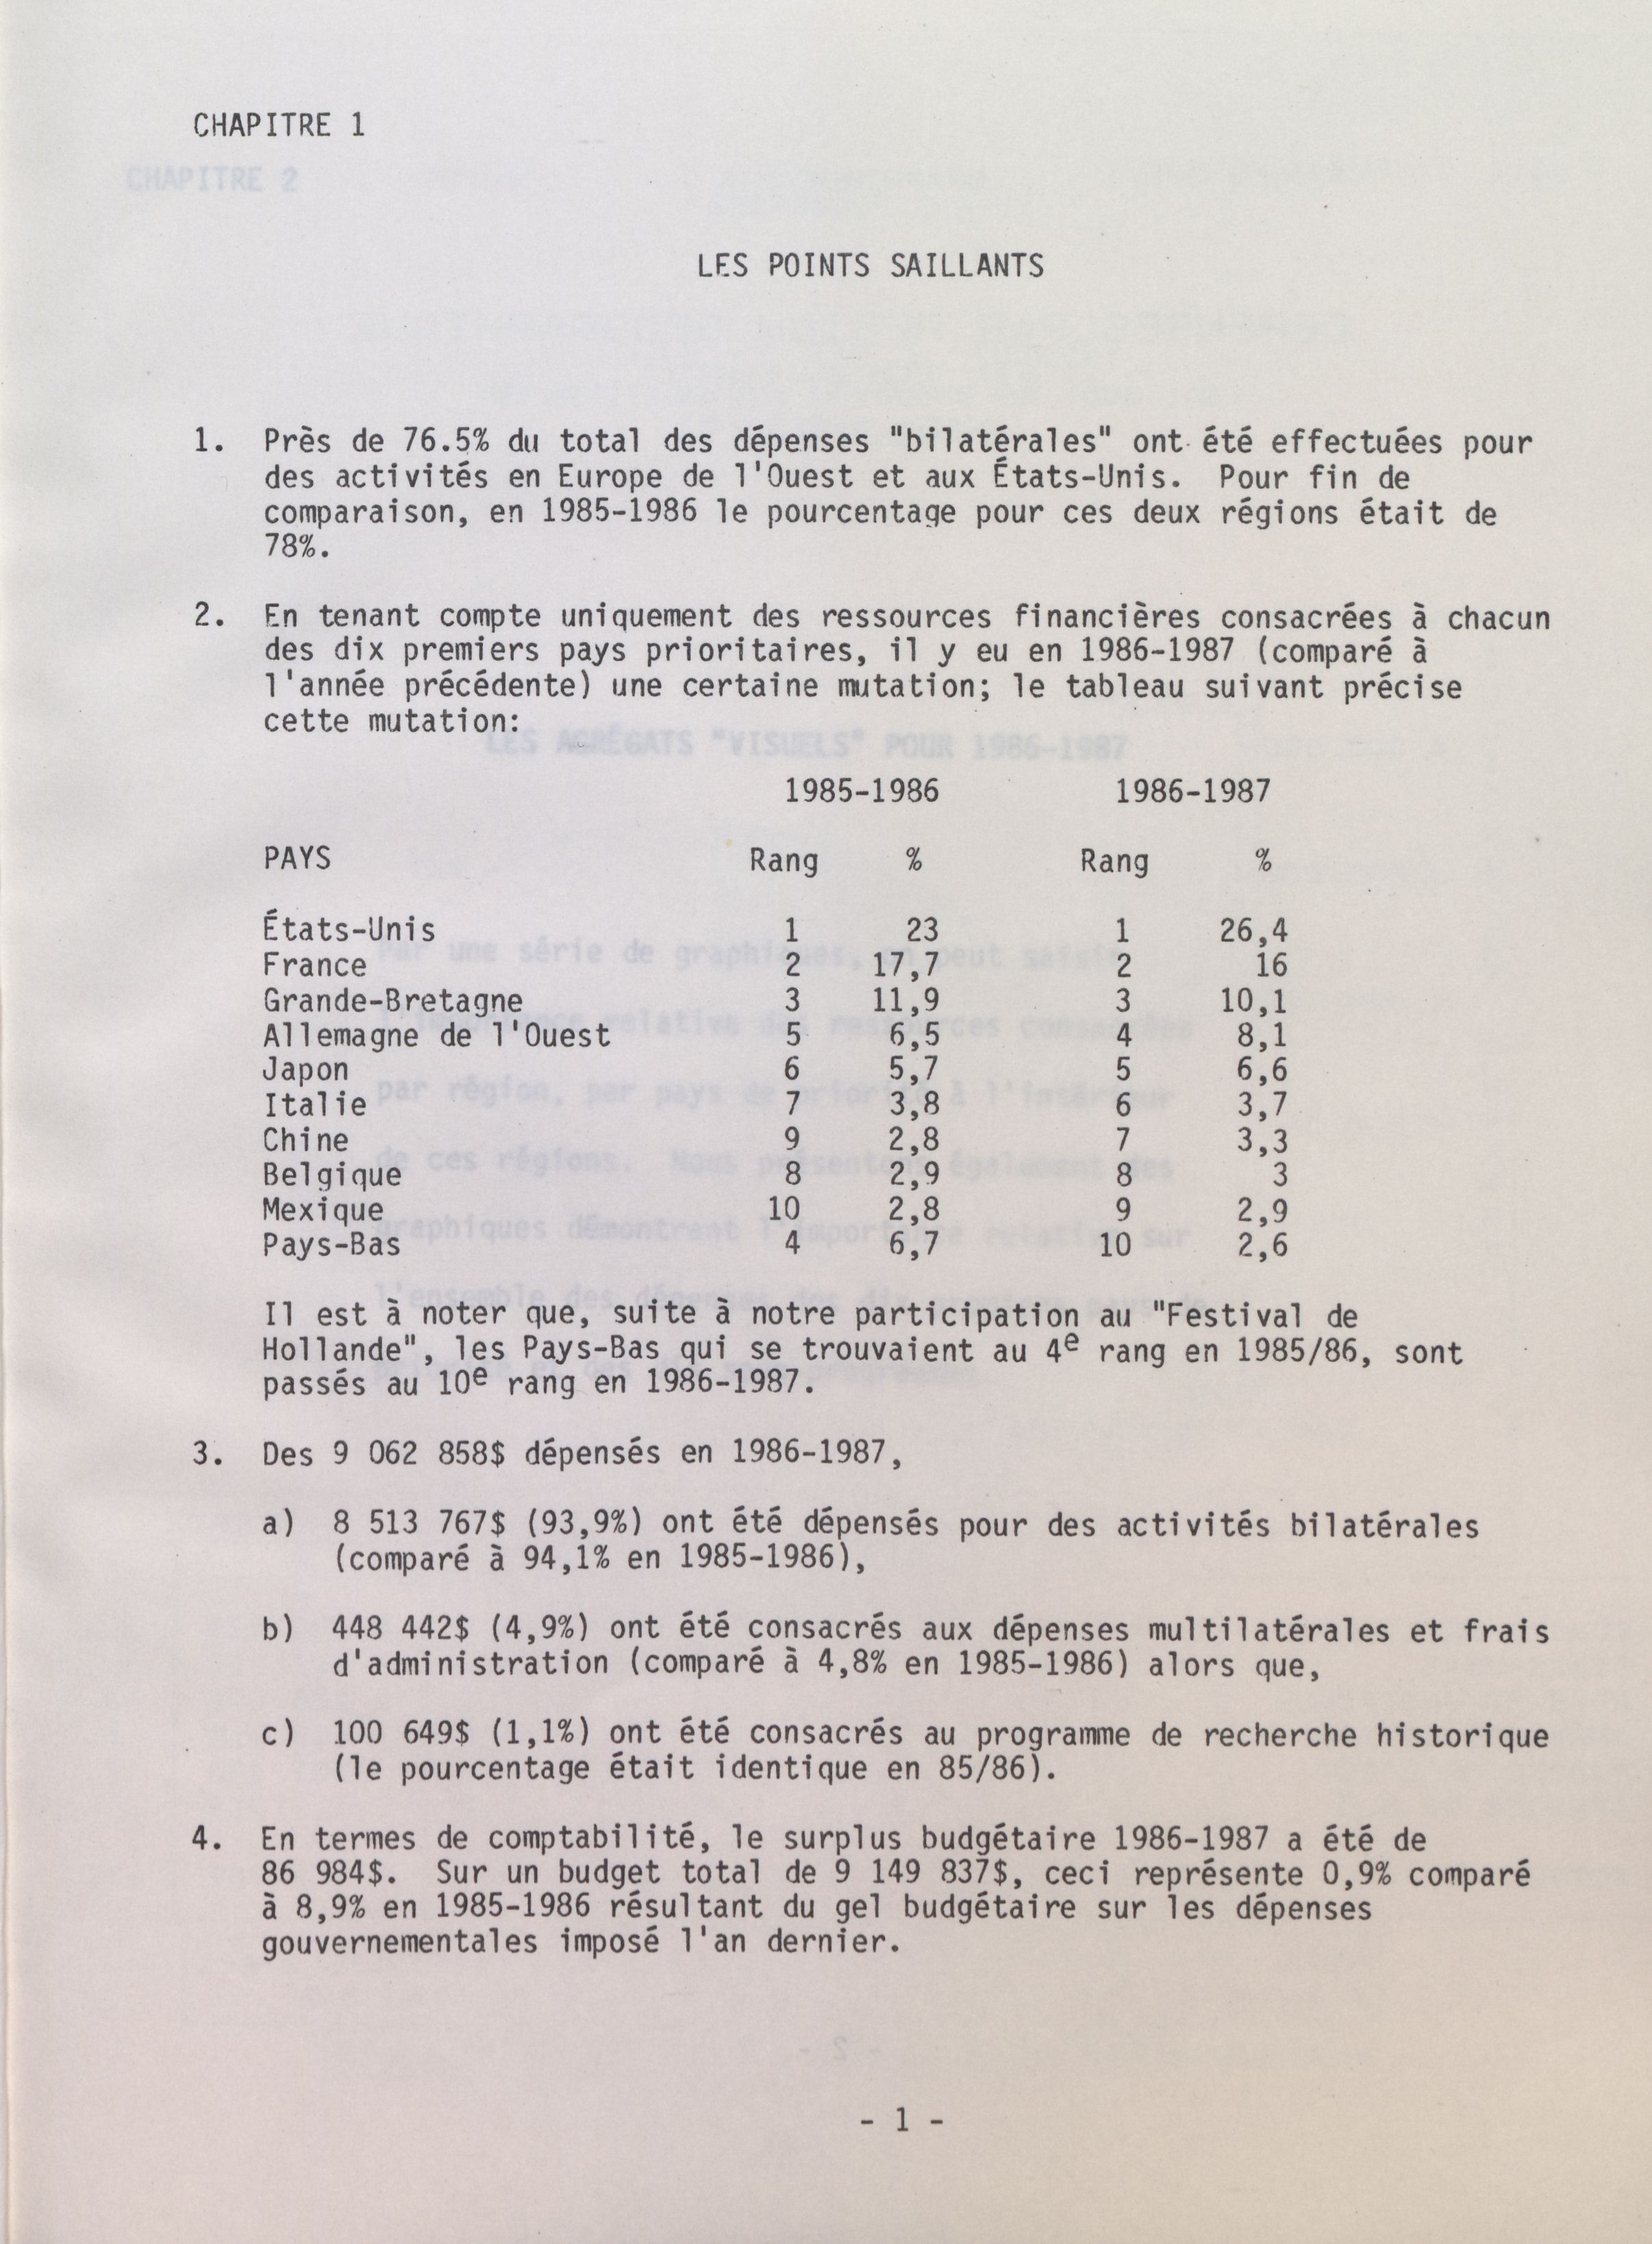 CHAPITRE 1
CHAPITRE 2
LES POINTS SAILLANTS
1. Près de 76.5% du total des dépenses "bilatérales" ont été effectuées pour
des activités en Europe de l'Ouest et aux États-Unis. Pour fin de
comparaison, en 1985-1986 le pourcentage pour ces deux régions était de
78%.
2. En tenant compte uniquement des ressources financières consacrées à chacun
des dix premiers pays prioritaires, il y eu en 1986-1987 (comparé à
l'année précédente) une certaine mutation; le tableau suivant précise
cette mutation:
LES AGRÉGATS "VISUELS" POUR 1986-1987
1985-1986 1986-1987
PAYS Rang % Rang %
États-Unis 1 23 1 26,4
France 2 17,7 2 16
Grande-Bretagne 3 11,9 3 10,1
Allemagne de l'Ouest 5 6,5 4 8,1
Japon 6 5,7 5 6,6
Italie 7 3,8 6 3,7
Chine 9 2,8 7 3,3
Belgique 8 2,9 8 3
Mexique 10 2,8 9 2,9
Pays-Bas 4 6,7 10 2,6
Il est à noter que, suite à notre participation au "Festival de
Hollande", les Pays-Bas qui se trouvaient au 4e rang en 1985/86, sont
passés au 10e rang en 1986-1987.
3. Des 9 062 858$ dépensés en 1986-1987,
a) 8 513 767$ (93,9%) ont été dépensés pour des activités bilatérales
(comparé à 94,1% en 1985-1986),
b) 448 442$ (4,9%) ont été consacrés aux dépenses multilatérales et frais
d'administration (comparé à 4,8% en 1985-1986) alors que,
c) 100 649$ (1,1%) ont été consacrés au programme de recherche historique
(le pourcentage était identique en 85/86).
4. En termes de comptabilité, le surplus budgétaire 1986-1987 a été de
86 984$. Sur un budget total de 9 149 837$, ceci représente 0,9% comparé
à 8,9% en 1985-1986 résultant du gel budgétaire sur les dépenses
gouvernementales imposé l'an dernier.
- 1 -